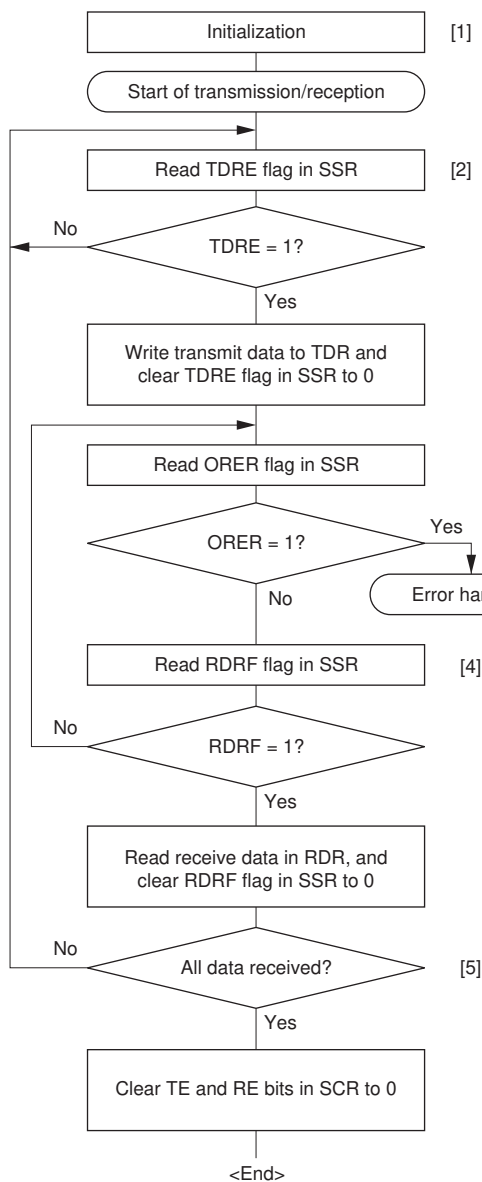 Initialization
[1]
Start of transmission/reception
Read TDRE flag in SSR
[2]
No
TDRE = 1?
Yes
Write transmit data to TDR and
clear TDRE flag in SSR to 0
Read ORER flag in SSR
ORER = 1?
Yes
No
Error
Read RDRF flag in SSR
[4]
No
RDRF = 1?
Yes
Read receive data in RDR, and
clear RDRF flag in SSR to 0
No
All data received?
[5]
Yes
Clear TE and RE bits in SCR to 0
<End>